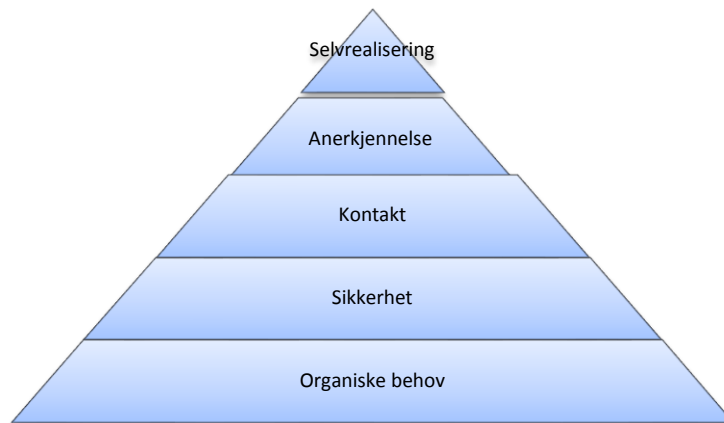 Selvrealisering
Anerkjennelse
Kontakt
Sikkerhet
Organiske behov